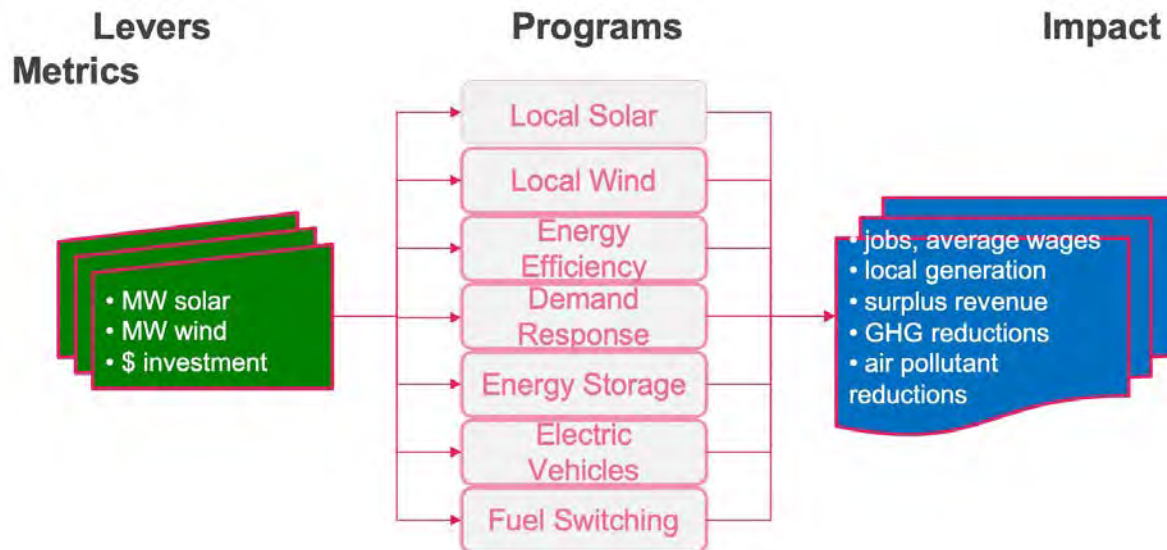 Levers
Programs
Impact
Metrics
• MW solar
• MW wind
• $ investment
Local Solar
Local Wind
Energy
Efficiency
Demand
Response
Energy Storage
Electric
Vehicles
Fuel Switching
• jobs, average wages
• local generation
• surplus revenue
• GHG reductions
• air pollutant
reductions